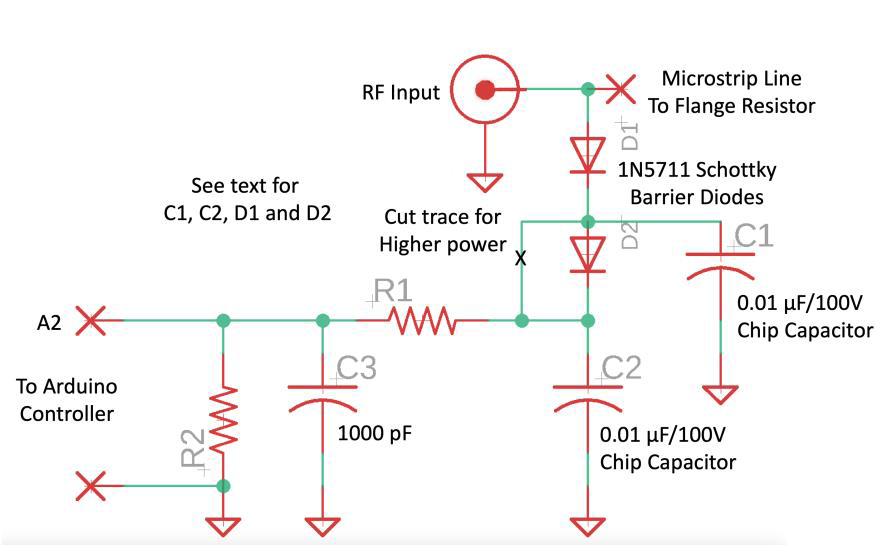 RF Input
Microstrip Line
To Flange Resistor
D1
1N5711 Schottky
Barrier Diodes
See text for
C1, C2, D1 and D2
Cut trace for
Higher power
X
D2
C1
0.01 µF/100V
Chip Capacitor
R1
A2
To Arduino
Controller
R2
C3
1000 pF
C2
0.01 µF/100V
Chip Capacitor